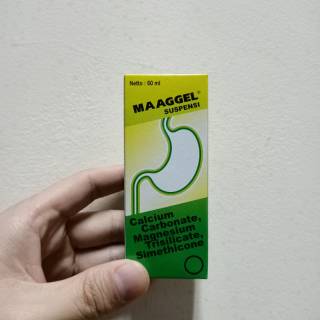 Netto : 60 ml
MAAGGEL®
SUSPENSI
Calcium
Carbonate,
Magnesium
Trisilicate,
Simethicone